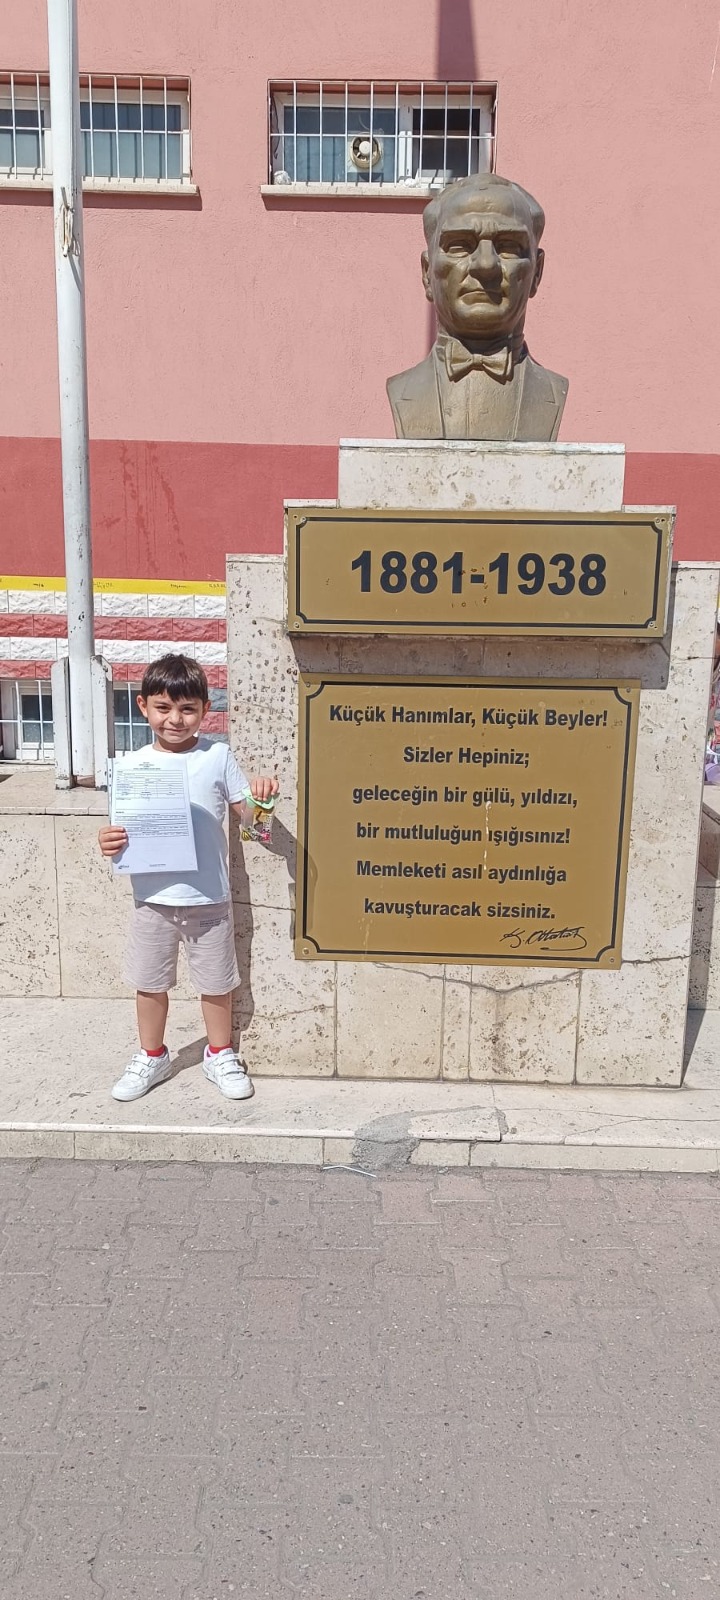 1881-1938
Küçük Hanımlar, Küçük Beyler!
Sizler Hepiniz;
geleceğin bir gülü, yıldızı,
bir mutluluğun ışığısınız!
Memleketi asıl aydınlığa
kavuşturacak sizsiniz.
K. Atatürk